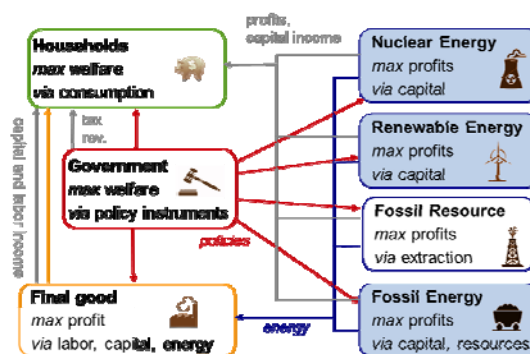 profits,
capital income
Households
max welfare
via consumption
Nuclear Energy
max profits
via capital
capital and labor income
tax
rev.
Renewable Energy
max profits
via capital
Government
max welfare
via policy instruments
policies
Fossil Resource
max profits
via extraction
Final good
max profit
via labor, capital, energy
energy
Fossil Energy
max profits
via capital, resources